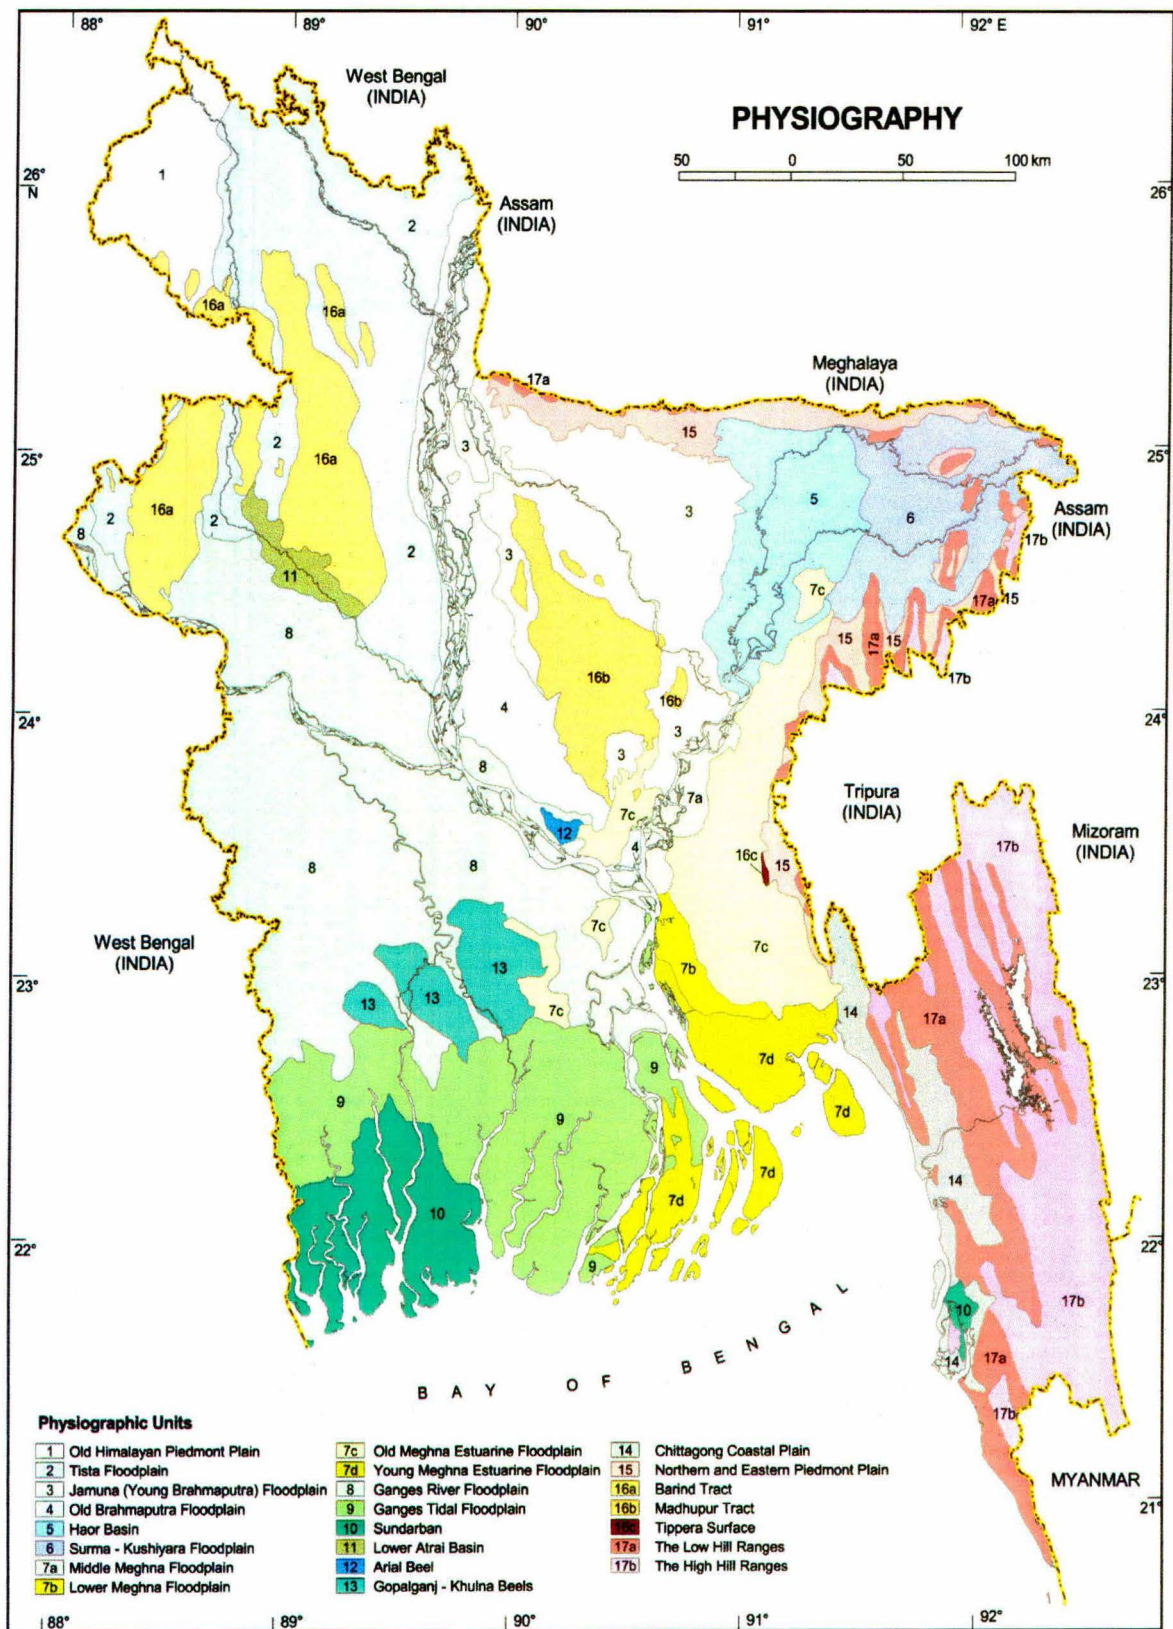 88° 89° 90° 91° 92° E
West Bengal
(INDIA)
PHYSIOGRAPHY
50 0 50 100 km
26°
N
26°
1
2
Assam
(INDIA)
16a
16a
Meghalaya
(INDIA)
17a
15
25°
25°
3
2
16a
5
6
Assam
(INDIA)
16a
2
2
8
3
3
17b
2
11
7c
17a
15
8
15
17a
15
17b
16b
16b
24°
24°
4
3
3
8
7a
Tripura
(INDIA)
7c
12
4
16c
15
17b
Mizoram
(INDIA)
8
8
7c
7c
West Bengal
(INDIA)
13
7b
23°
23°
13
13
7c
14
17a
9
7d
7d
9
9
7d
14
7d
10
22°
22°
9
10
17b
BAY OF BENGAL
14
17a
17b
MYANMAR
21°
Physiographic Units
1 Old Himalayan Piedmont Plain
2 Tista Floodplain
3 Jamuna (Young Brahmaputra) Floodplain
4 Old Brahmaputra Floodplain
5 Haor Basin
6 Surma - Kushiyara Floodplain
7a Middle Meghna Floodplain
7b Lower Meghna Floodplain
7c Old Meghna Estuarine Floodplain
7d Young Meghna Estuarine Floodplain
8 Ganges River Floodplain
9 Ganges Tidal Floodplain
10 Sundarban
11 Lower Atrai Basin
12 Arial Beel
13 Gopalganj - Khulna Beels
14 Chittagong Coastal Plain
15 Northern and Eastern Piedmont Plain
16a Barind Tract
16b Madhupur Tract
16c Tippera Surface
17a The Low Hill Ranges
17b The High Hill Ranges
88° 89° 90° 91° 92°